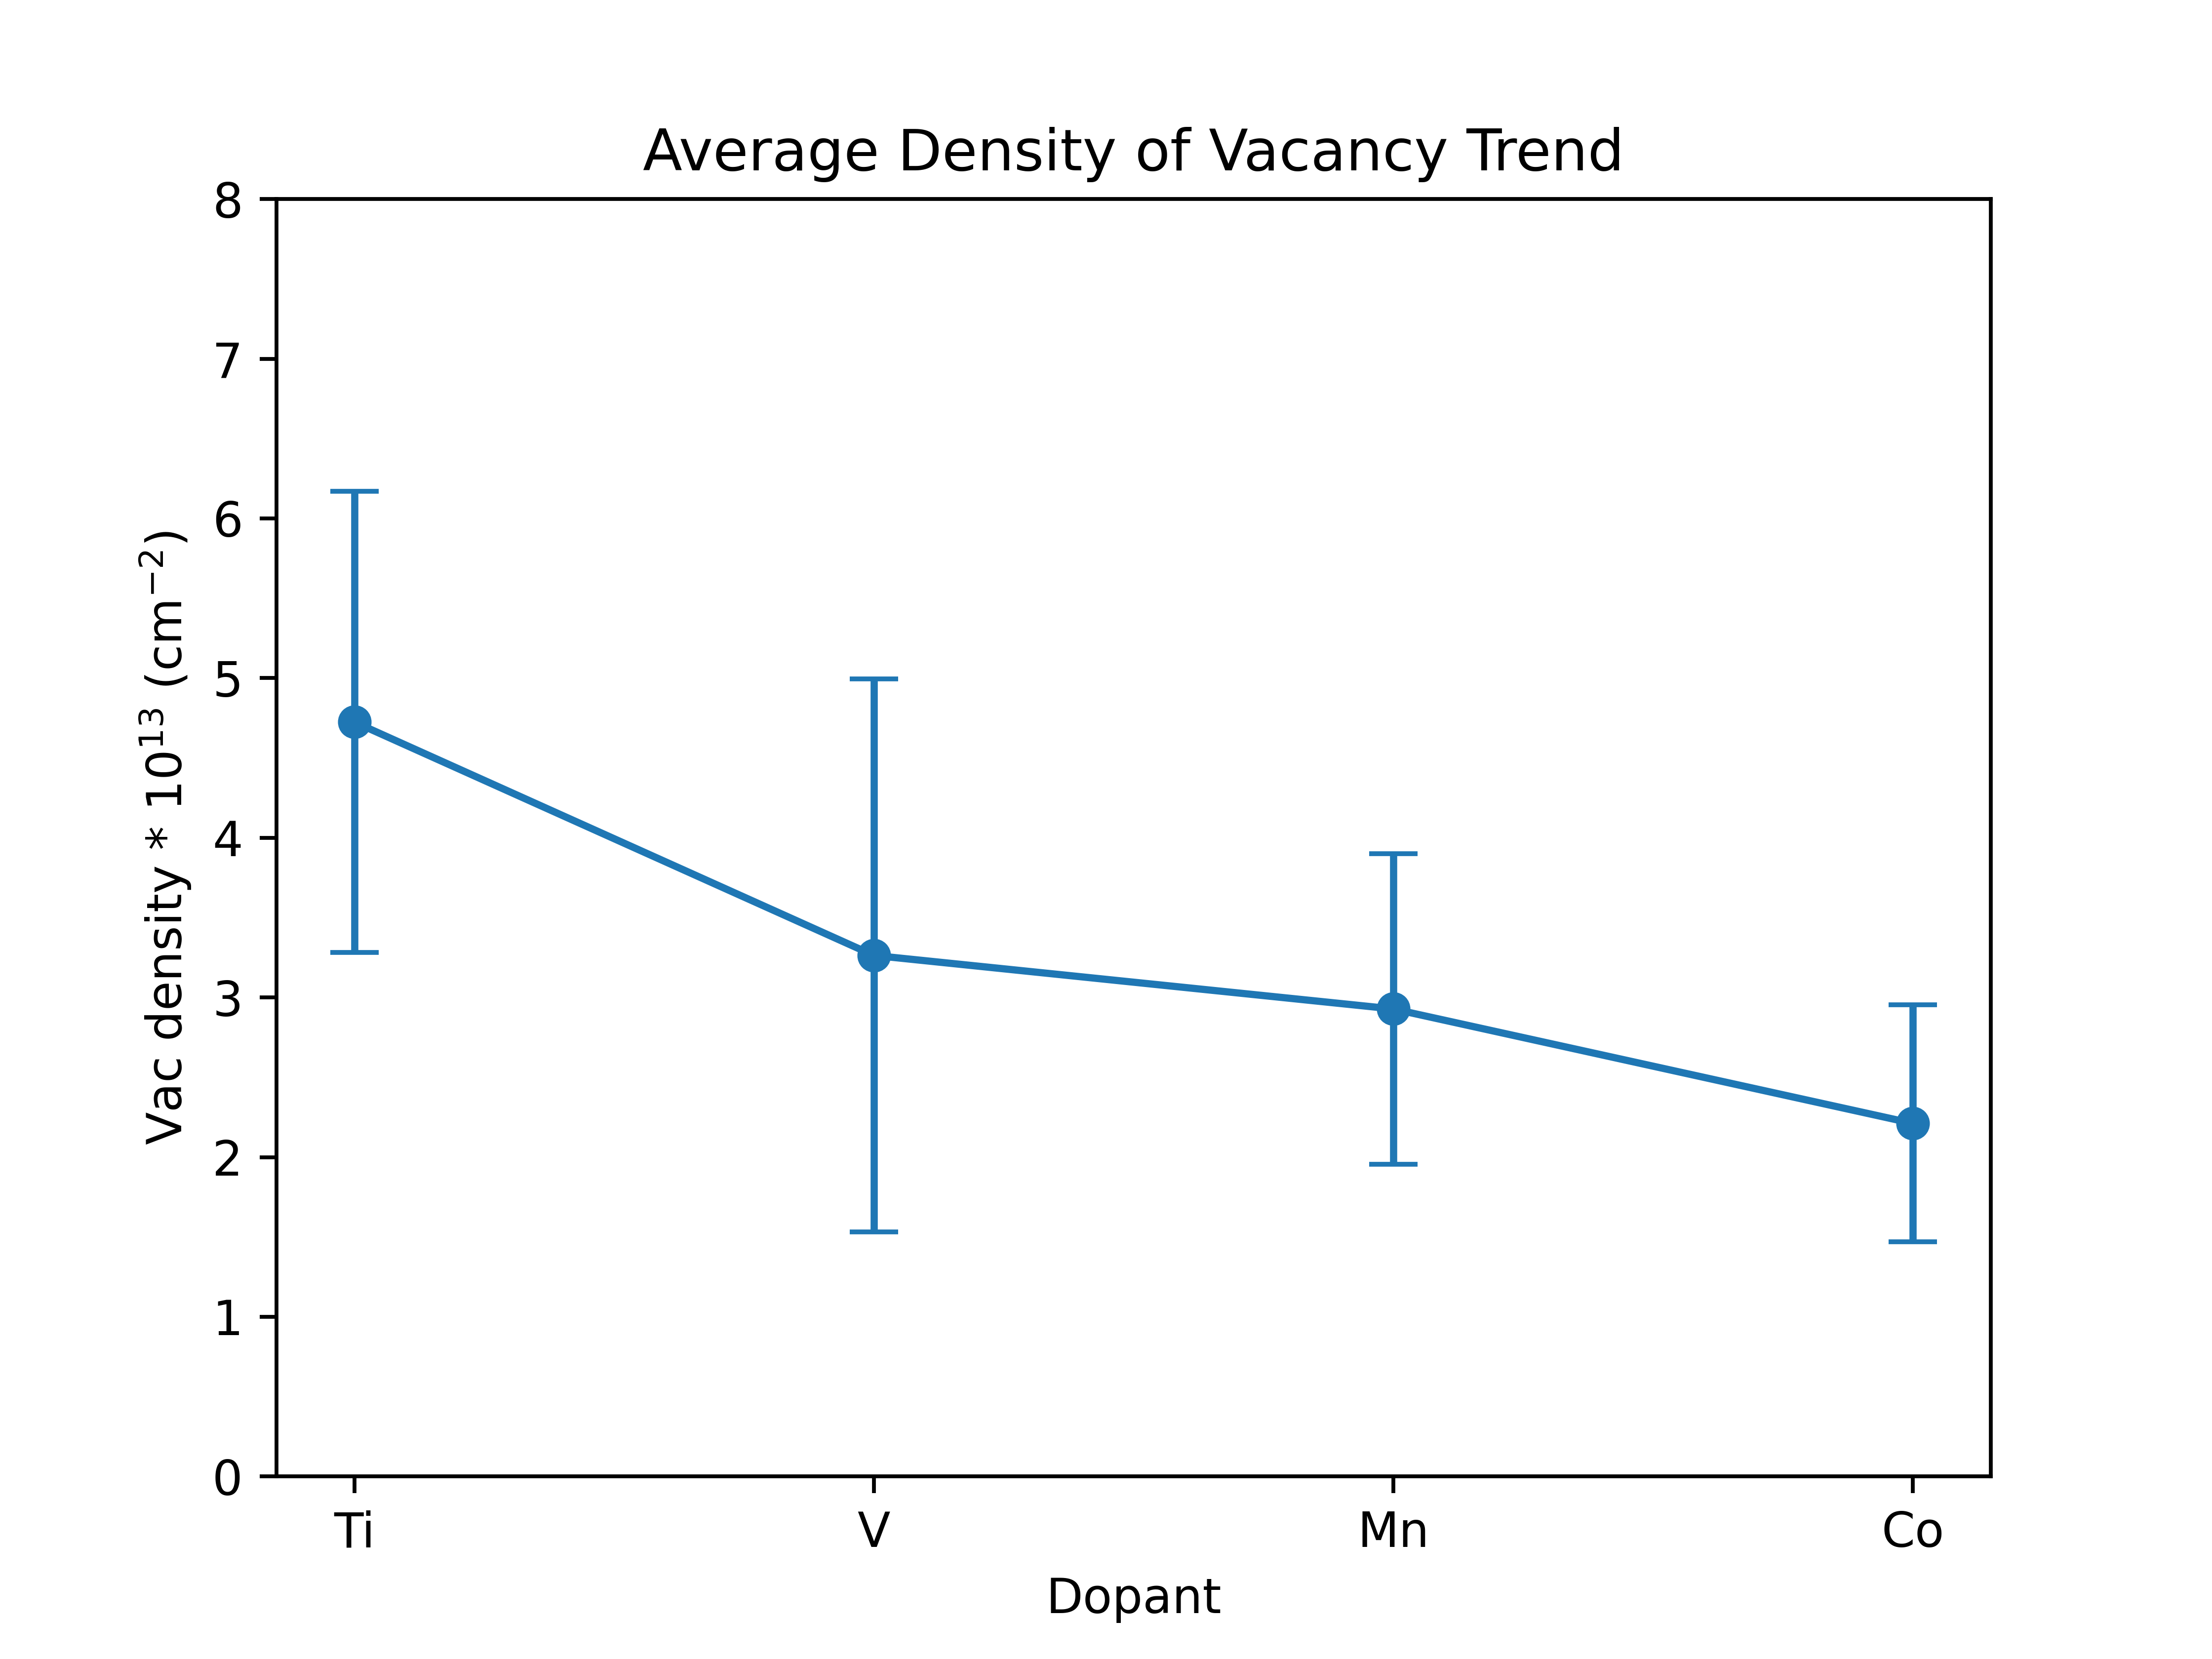 Average Density of Vacancy Trend
Vac density * 10¹³ (cm⁻²)
8
7
6
5
4
3
2
1
0
Ti V Mn Co
Dopant